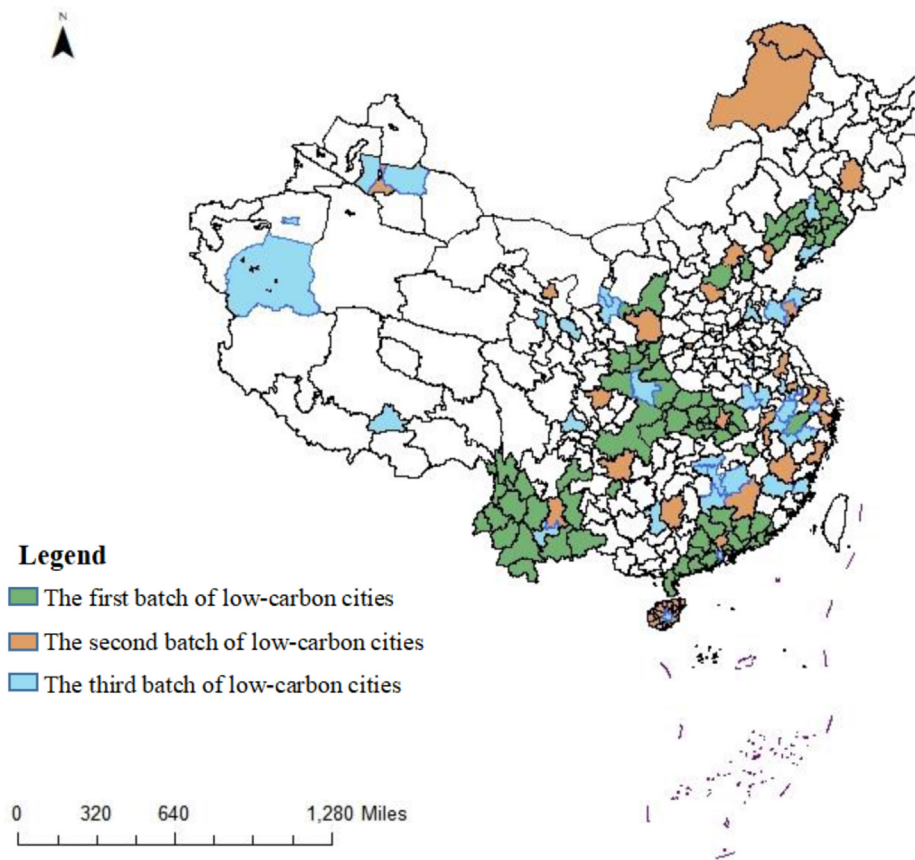 N
Legend
The first batch of low-carbon cities
The second batch of low-carbon cities
The third batch of low-carbon cities
0 320 640 1,280 Miles